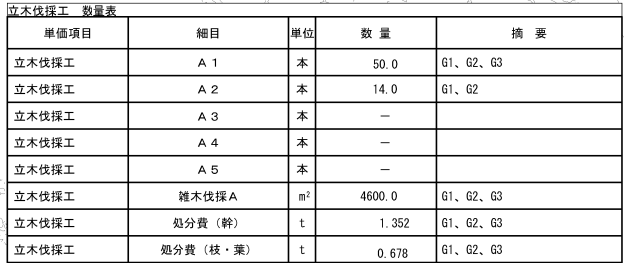 立木伐採工　数量表
単価項目 細目 単位 数 量 摘　要
立木伐採工 Ａ１ 本 50.0 G1、G2、G3
立木伐採工 Ａ２ 本 14.0 G1、G2
立木伐採工 Ａ３ 本 －
立木伐採工 Ａ４ 本 －
立木伐採工 Ａ５ 本 －
立木伐採工 雑木伐採Ａ m² 4600.0 G1、G2、G3
立木伐採工 処分費（幹） t 1.352 G1、G2、G3
立木伐採工 処分費（枝・葉） t 0.678 G1、G2、G3